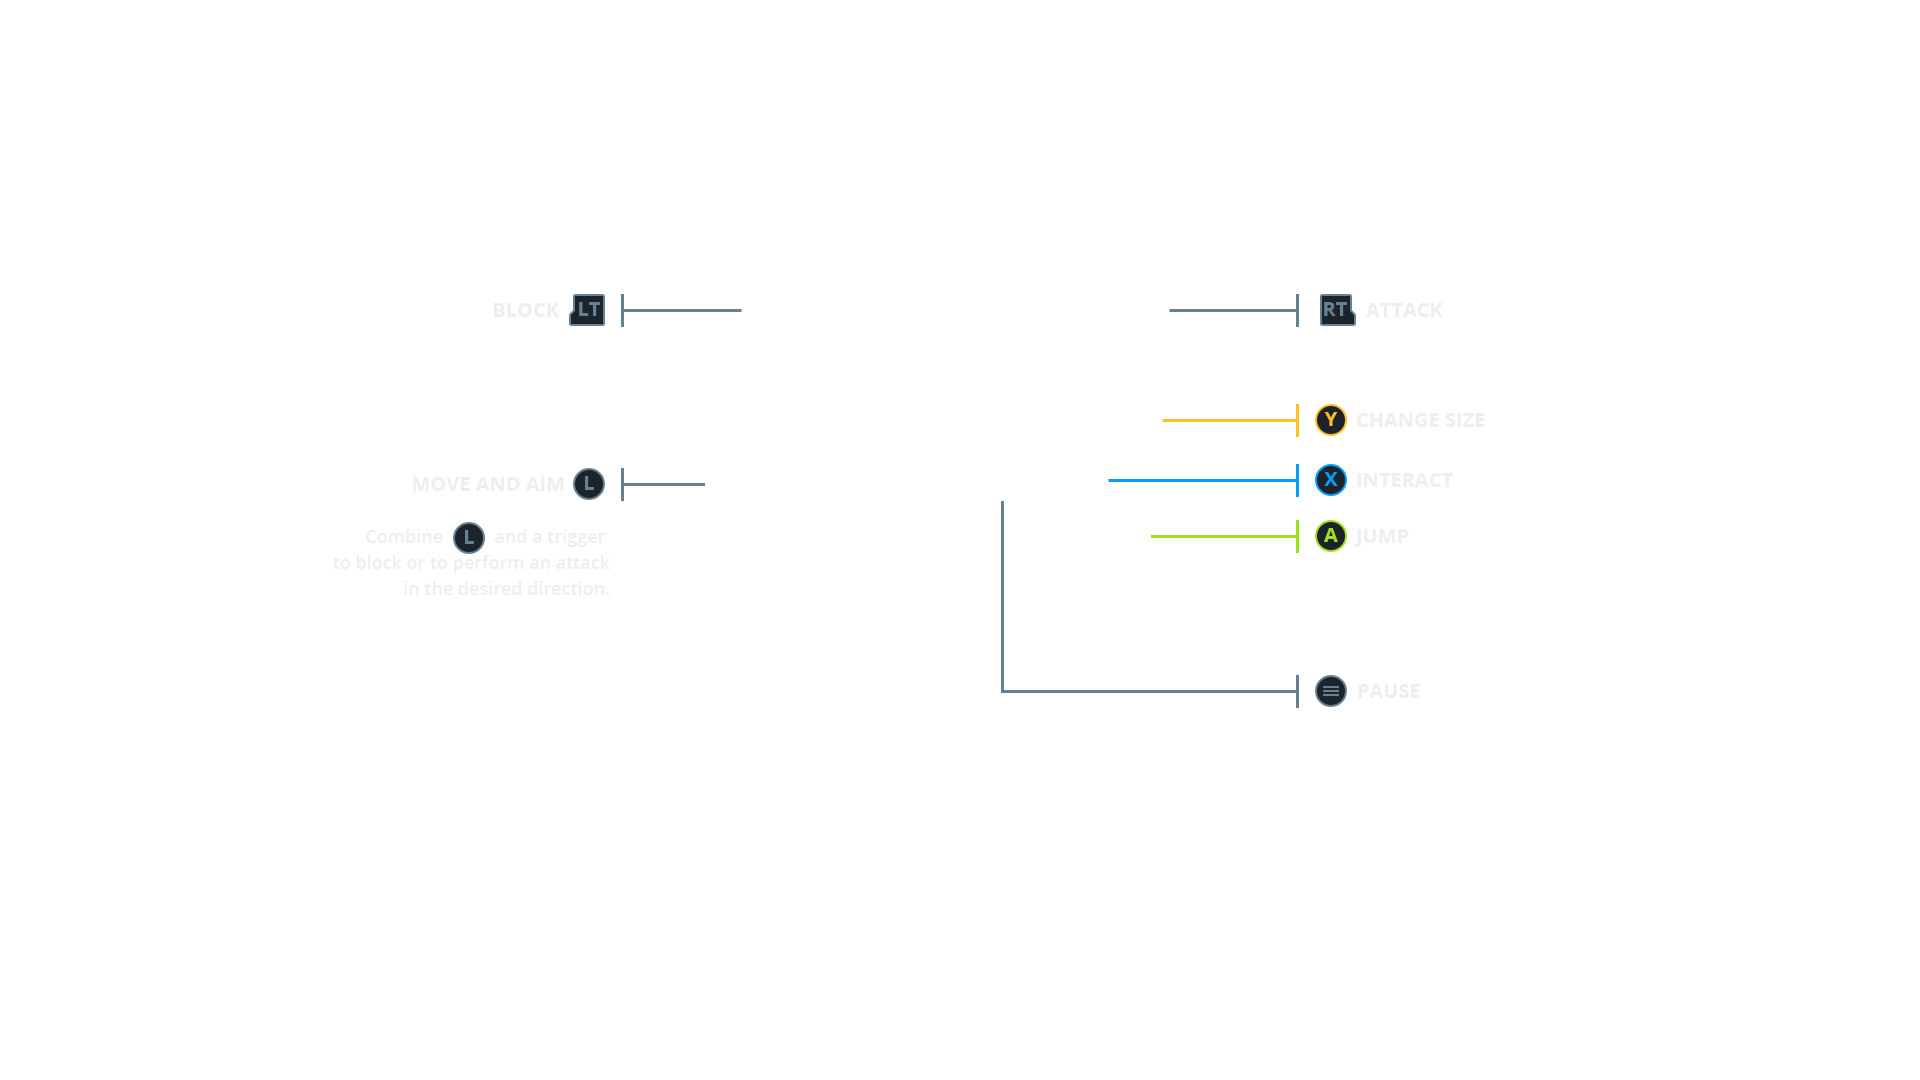 BLOCK LT
RT ATTACK
Y CHANGE SIZE
MOVE AND AIM L
X INTERACT
Combine L and a trigger
to block or to perform an attack
in the desired direction.
A JUMP
PAUSE